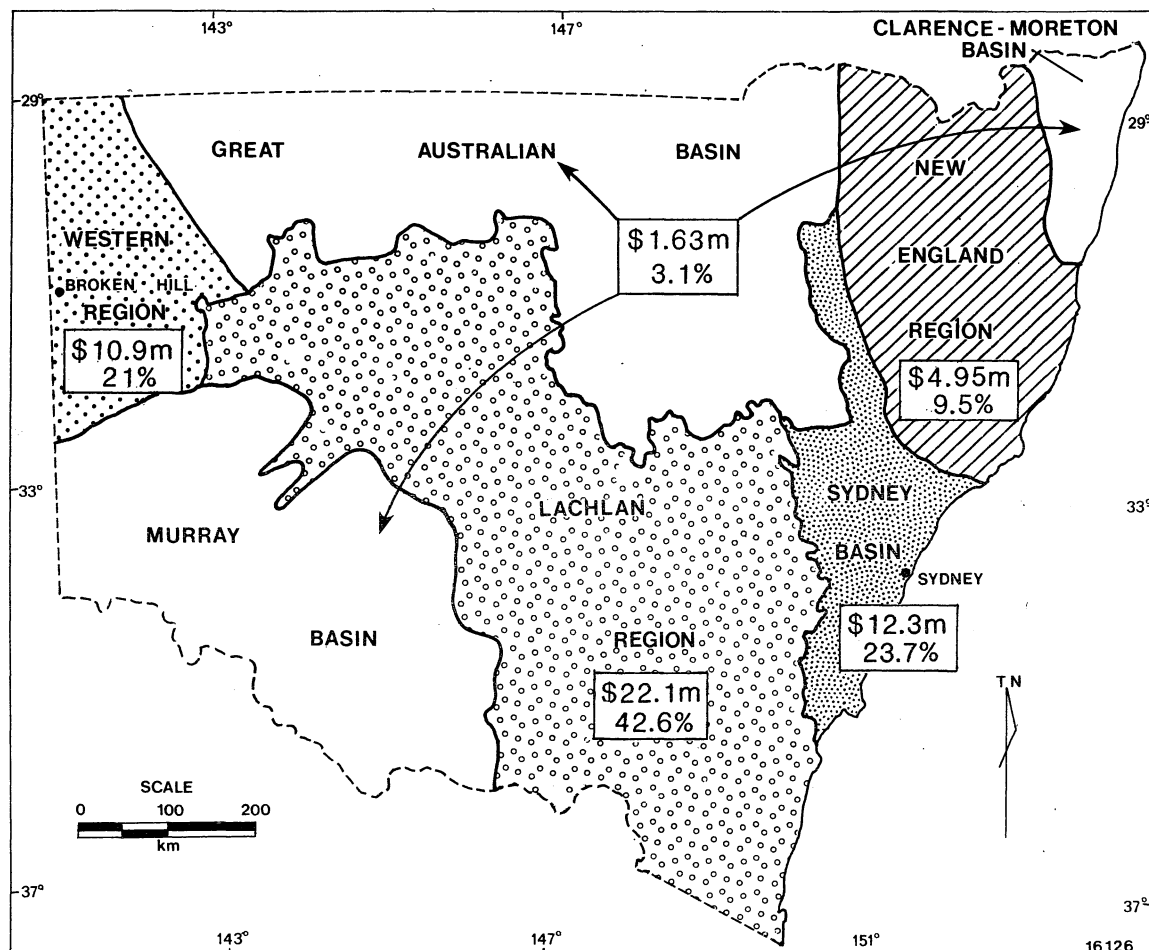 143°
147°
CLARENCE-MORETON
BASIN
29°
29°
GREAT AUSTRALIAN BASIN
NEW
ENGLAND
REGION
$4.95m
9.5%
$1.63m
3.1%
WESTERN
BROKEN HILL
REGION
$10.9m
21%
33°
33°
LACHLAN
REGION
$22.1m
42.6%
SYDNEY
BASIN
SYDNEY
$12.3m
23.7%
MURRAY
BASIN
TN
SCALE
0 100 200
km
37°
37°
143°
147°
151°
16126